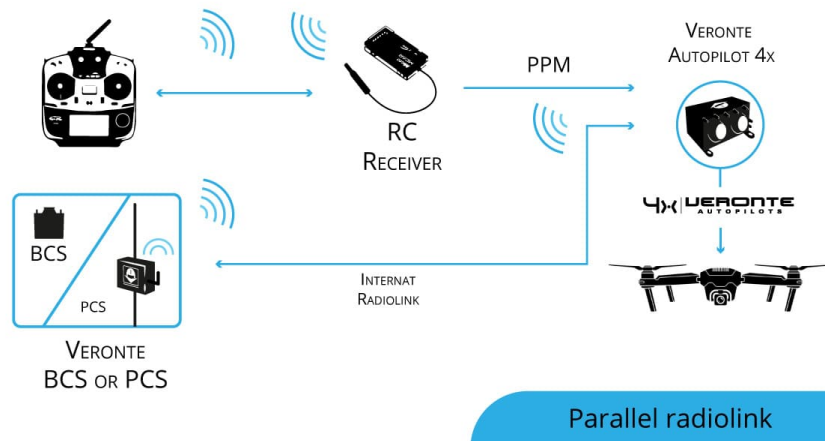 VERONTE
AUTOPILOT 4X
PPM
RC
RECEIVER
4X | VERONTE
AUTOPILOTS
BCS
PCS
INTERNAT
RADIOLINK
VERONTE
BCS OR PCS
Parallel radiolink